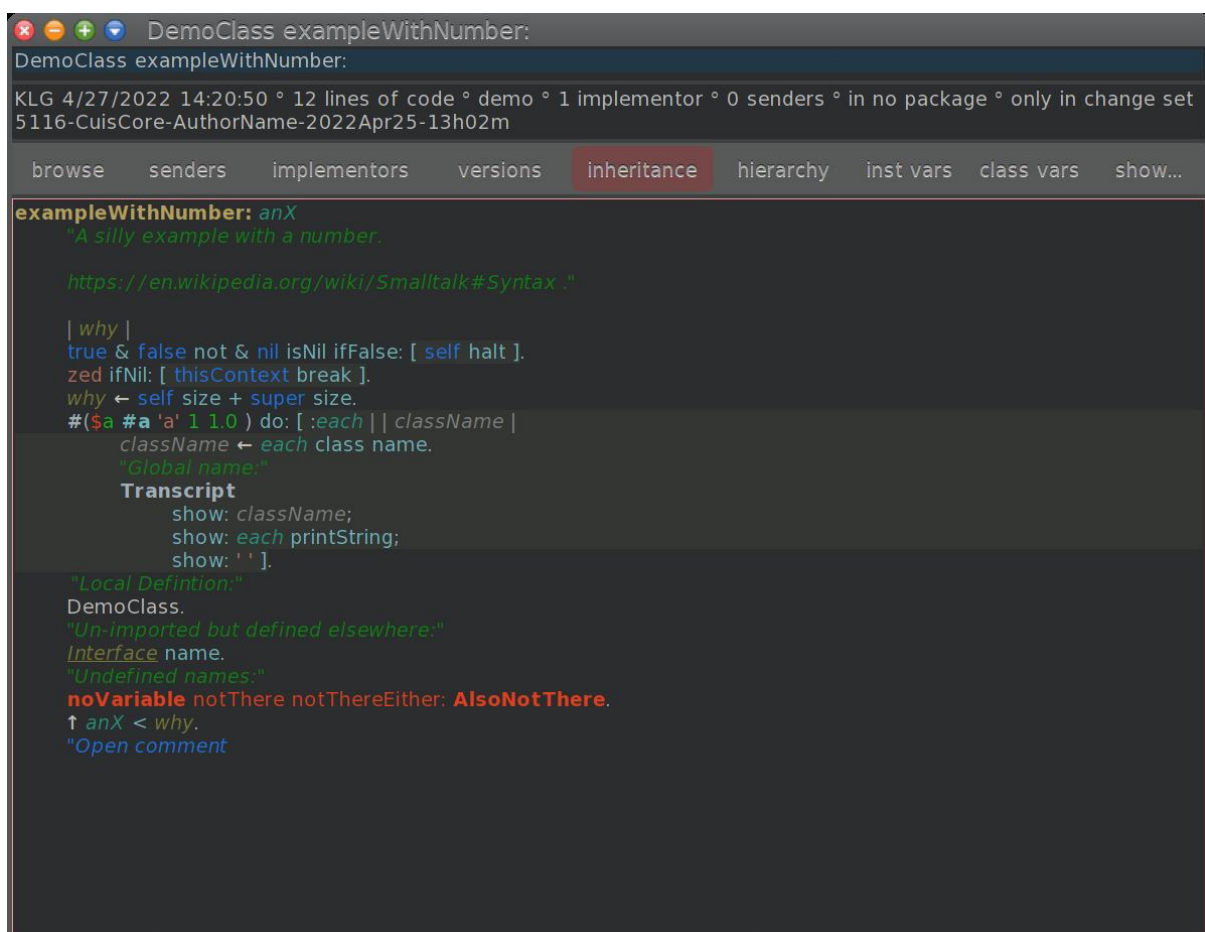 DemoClass exampleWithNumber:
DemoClass exampleWithNumber:
KLG 4/27/2022 14:20:50 ° 12 lines of code ° demo ° 1 implementor ° 0 senders ° in no package ° only in change set
5116-CuisCore-AuthorName-2022Apr25-13h02m
browse senders implementors versions inheritance hierarchy inst vars class vars show...
exampleWithNumber: anX
"A silly example with a number.
https://en.wikipedia.org/wiki/Smalltalk#Syntax ."
| why |
true & false not & nil isNil ifFalse: [ self halt ].
zed ifNil: [ thisContext break ].
why ← self size + super size.
#($a #a 'a' 1 1.0 ) do: [ :each | | className |
className ← each class name.
"Global name:"
Transcript
show: className;
show: each printString;
show: ' ' ].
"Local Defintion:"
DemoClass.
"Un-imported but defined elsewhere:"
Interface name.
"Undefined names:"
noVariable notThere notThereEither: AlsoNotThere.
↑ anX < why.
"Open comment